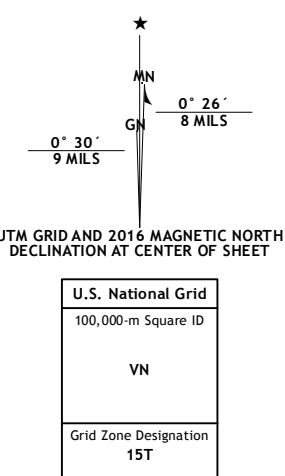 ★
MN
0° 26´
8 MILS
GN
0° 30´
9 MILS
UTM GRID AND 2016 MAGNETIC NORTH
DECLINATION AT CENTER OF SHEET
U.S. National Grid
100,000-m Square ID
VN
Grid Zone Designation
15T